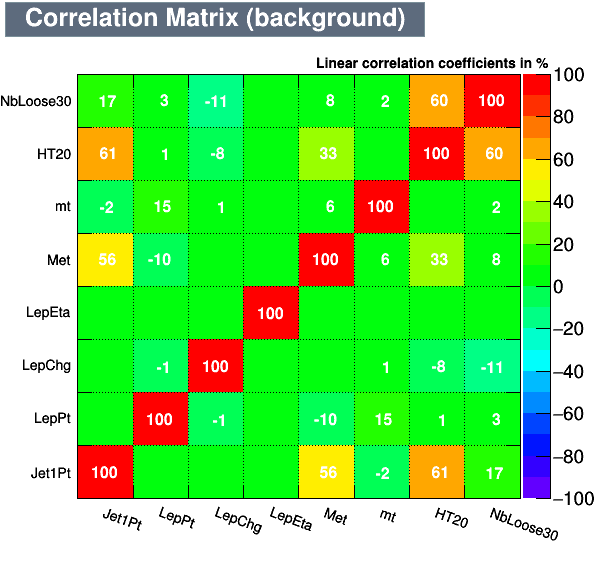 Correlation Matrix (background)
Linear correlation coefficients in %
NbLoose30 17 3 -11 8 2 60 100
HT20 61 1 -8 33 100 60
mt -2 15 1 6 100 2
Met 56 -10 100 6 33 8
LepEta 100
LepChg -1 100 1 -8 -11
LepPt 100 -1 -10 15 1 3
Jet1Pt 100 56 -2 61 17
Jet1Pt LepPt LepChg LepEta Met mt HT20 NbLoose30
100
80
60
40
20
0
−20
−40
−60
−80
−100